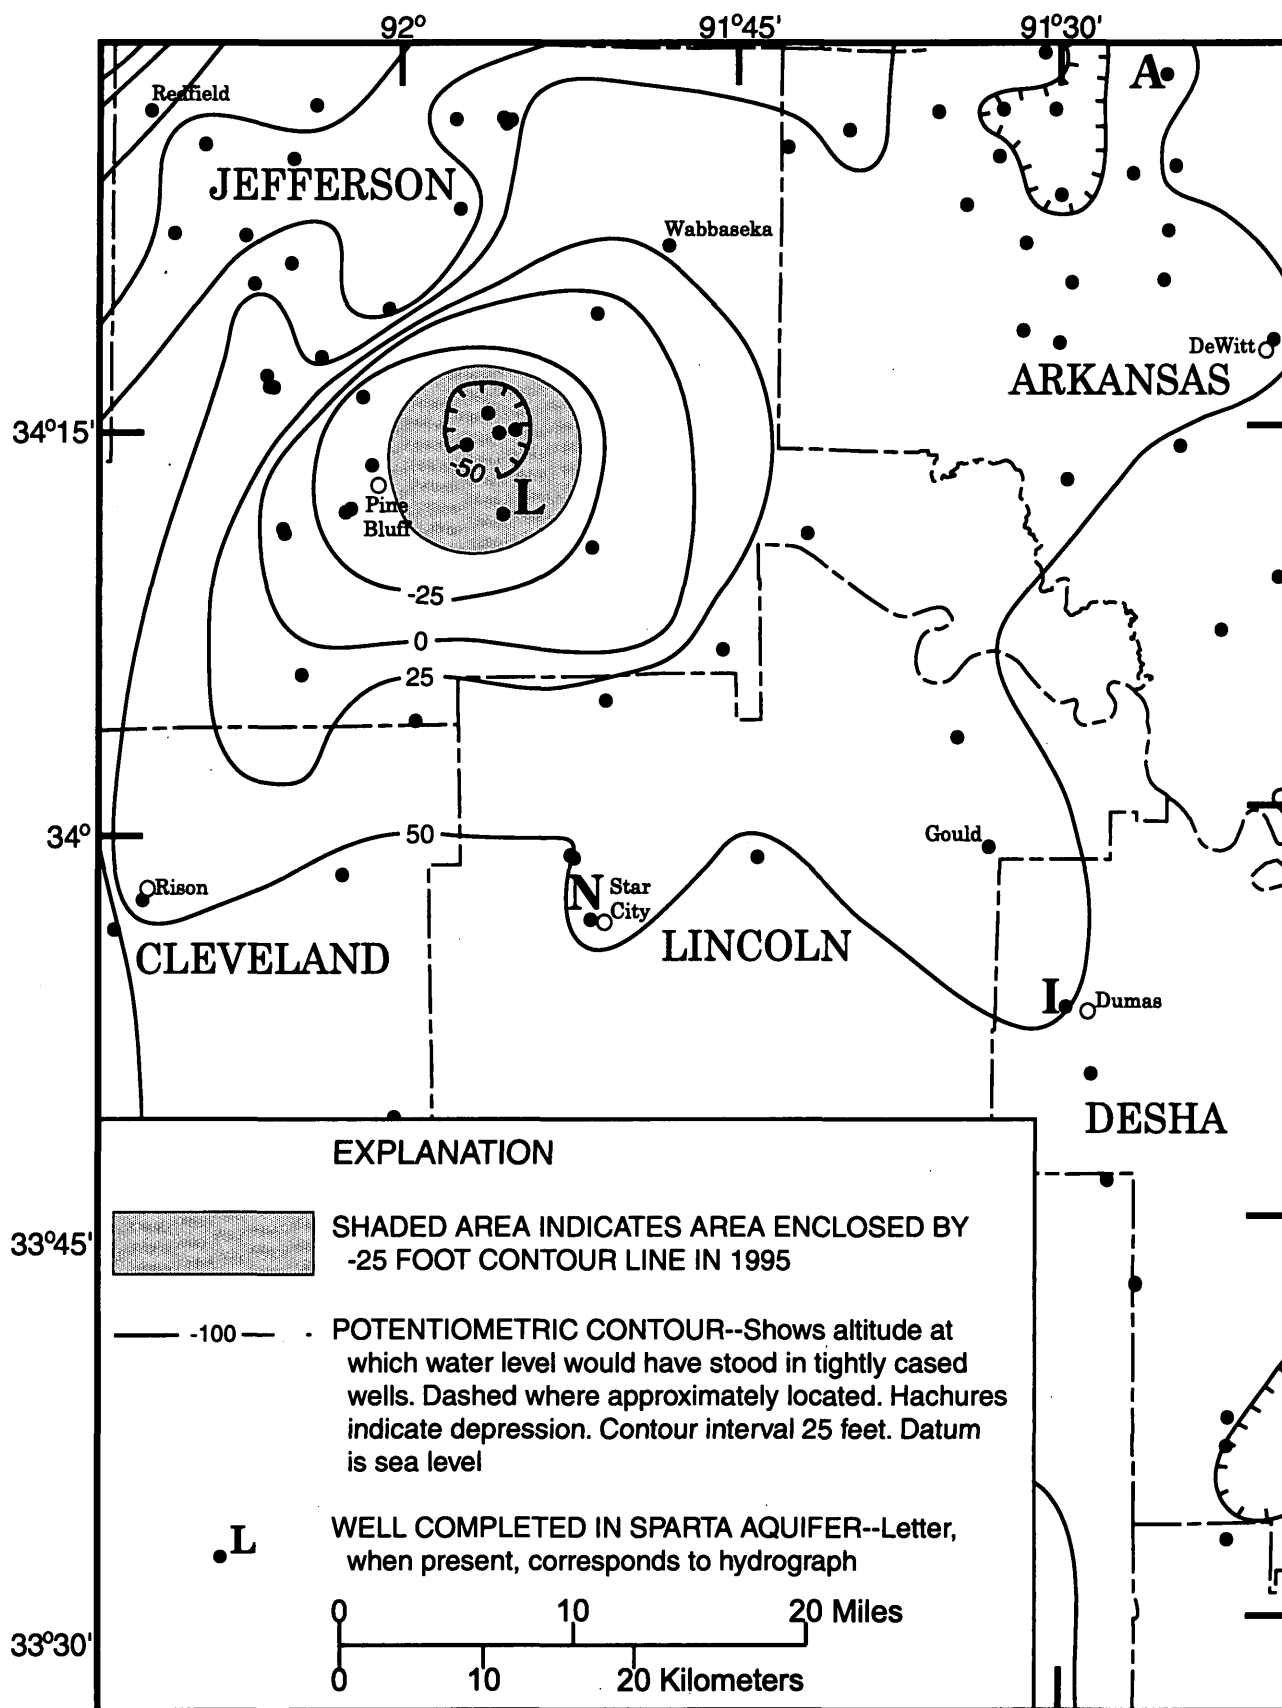 92° 91°45' 91°30'
Redfield
A
JEFFERSON
Wabbaseka
DeWitt
ARKANSAS
34°15'
-50
L
Pine
Bluff
-25
0
25
34°
50
Gould
Rison
N Star
City
CLEVELAND
LINCOLN
I Dumas
DESHA
EXPLANATION
SHADED AREA INDICATES AREA ENCLOSED BY
-25 FOOT CONTOUR LINE IN 1995
33°45'
-100 POTENTIOMETRIC CONTOUR--Shows altitude at
which water level would have stood in tightly cased
wells. Dashed where approximately located. Hachures
indicate depression. Contour interval 25 feet. Datum
is sea level
L WELL COMPLETED IN SPARTA AQUIFER--Letter,
when present, corresponds to hydrograph
0 10 20 Miles
33°30'
0 10 20 Kilometers